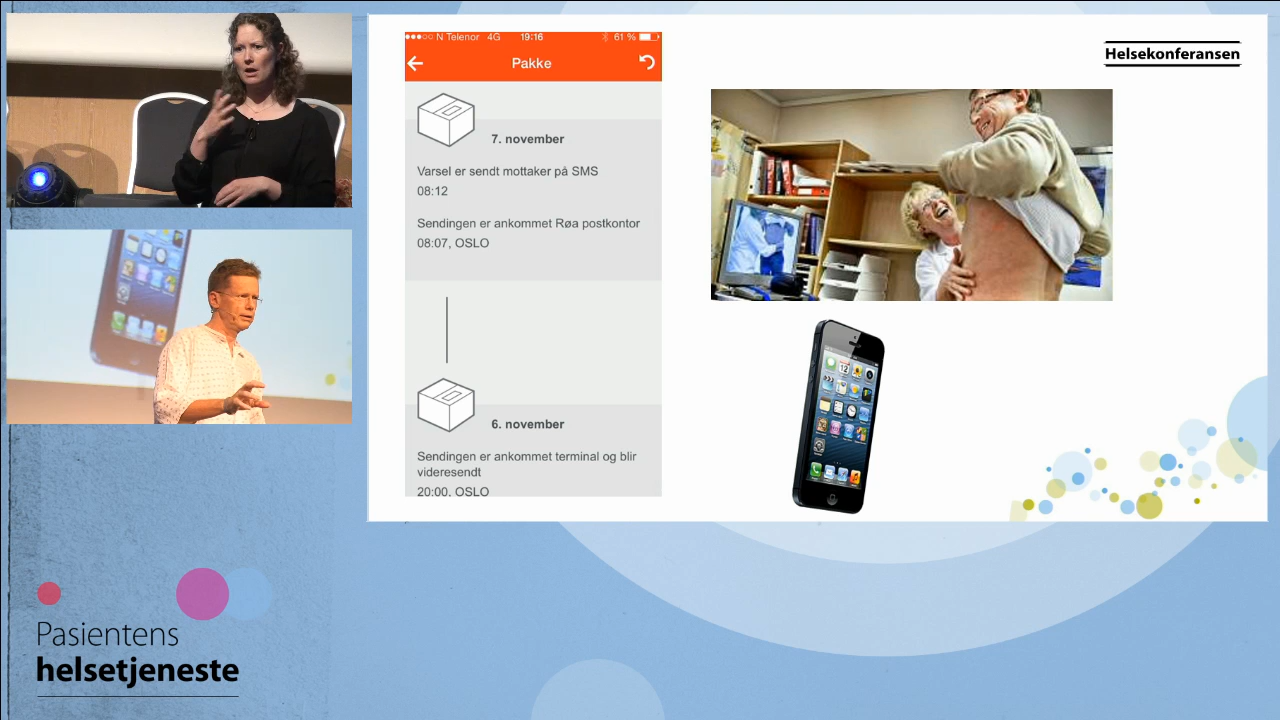 N Telenor 4G 19:16 61 %
Pakke
7. november
Varsel er sendt mottaker på SMS
08:12
Sendingen er ankommet Røa postkontor
08:07, OSLO
6. november
Sendingen er ankommet terminal og blir
videresendt
20:00, OSLO
Helsekonferansen
Pasientens
helsetjeneste